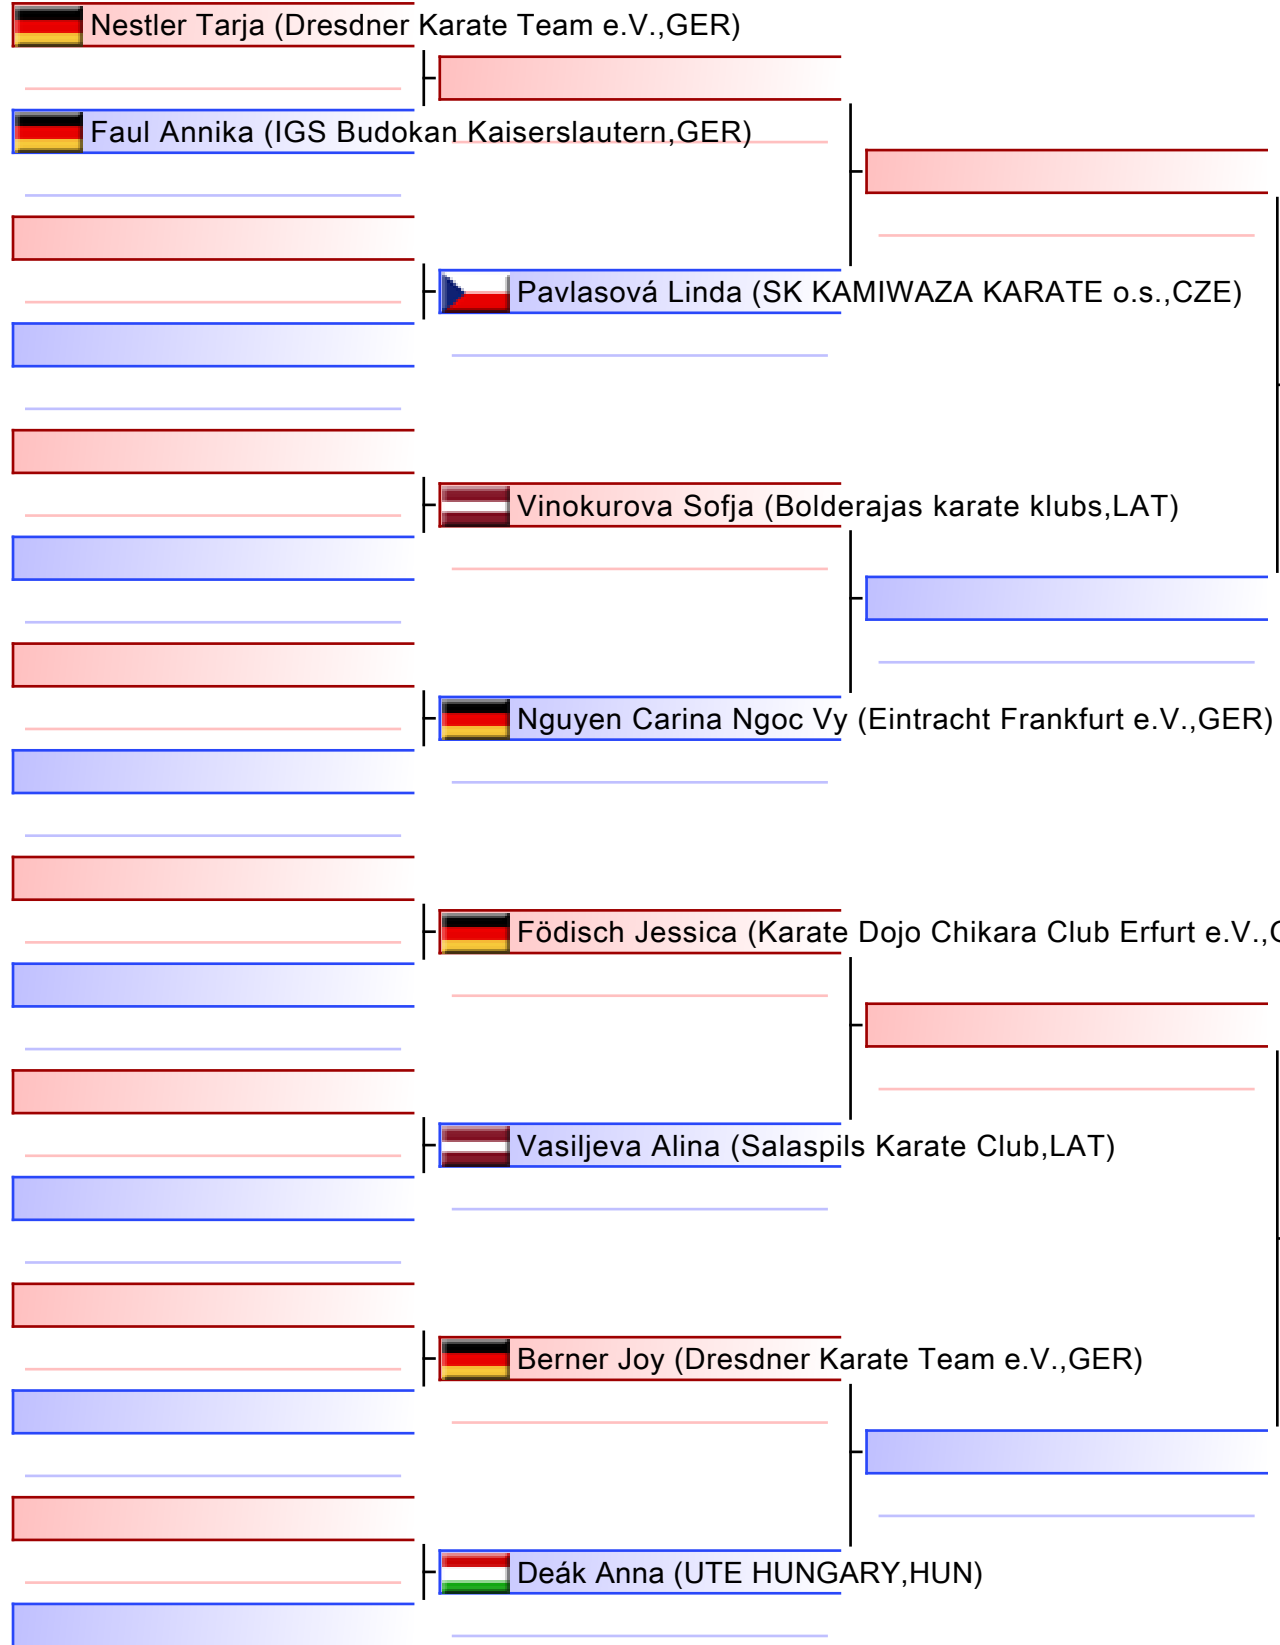 Nestler Tarja (Dresdner Karate Team e.V.,GER)
Faul Annika (IGS Budokan Kaiserslautern,GER)
Pavlasová Linda (SK KAMIWAZA KARATE o.s.,CZE)
Vinokurova Sofja (Bolderajas karate klubs,LAT)
Nguyen Carina Ngoc Vy (Eintracht Frankfurt e.V.,GER)
Födisch Jessica (Karate Dojo Chikara Club Erfurt e.V.,
Vasiljeva Alina (Salaspils Karate Club,LAT)
Berner Joy (Dresdner Karate Team e.V.,GER)
Deák Anna (UTE HUNGARY,HUN)